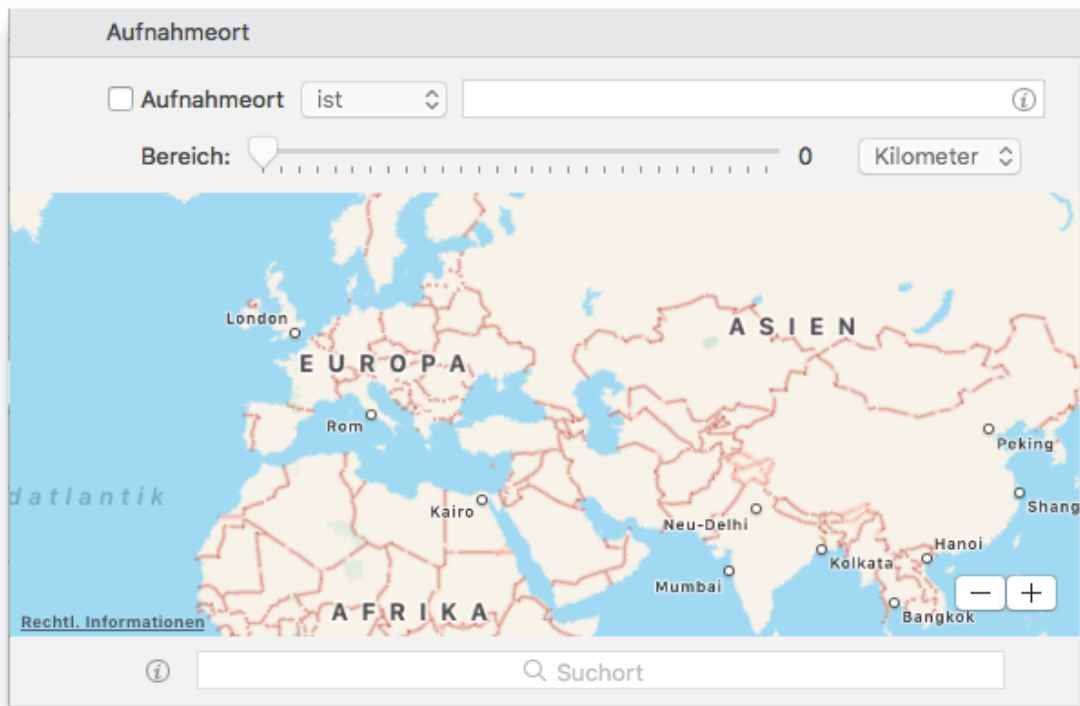 Aufnahmeort
Aufnahmeort ist
Bereich: 0 Kilometer
London
ASIEN
EUROPA
Rom
Peking
datlantik
Kairo
Shang
Neu-Delhi
Hanoi
Kolkata
Mumbai
AFRIKA
Bangkok
Rechtl. Informationen
Suchort